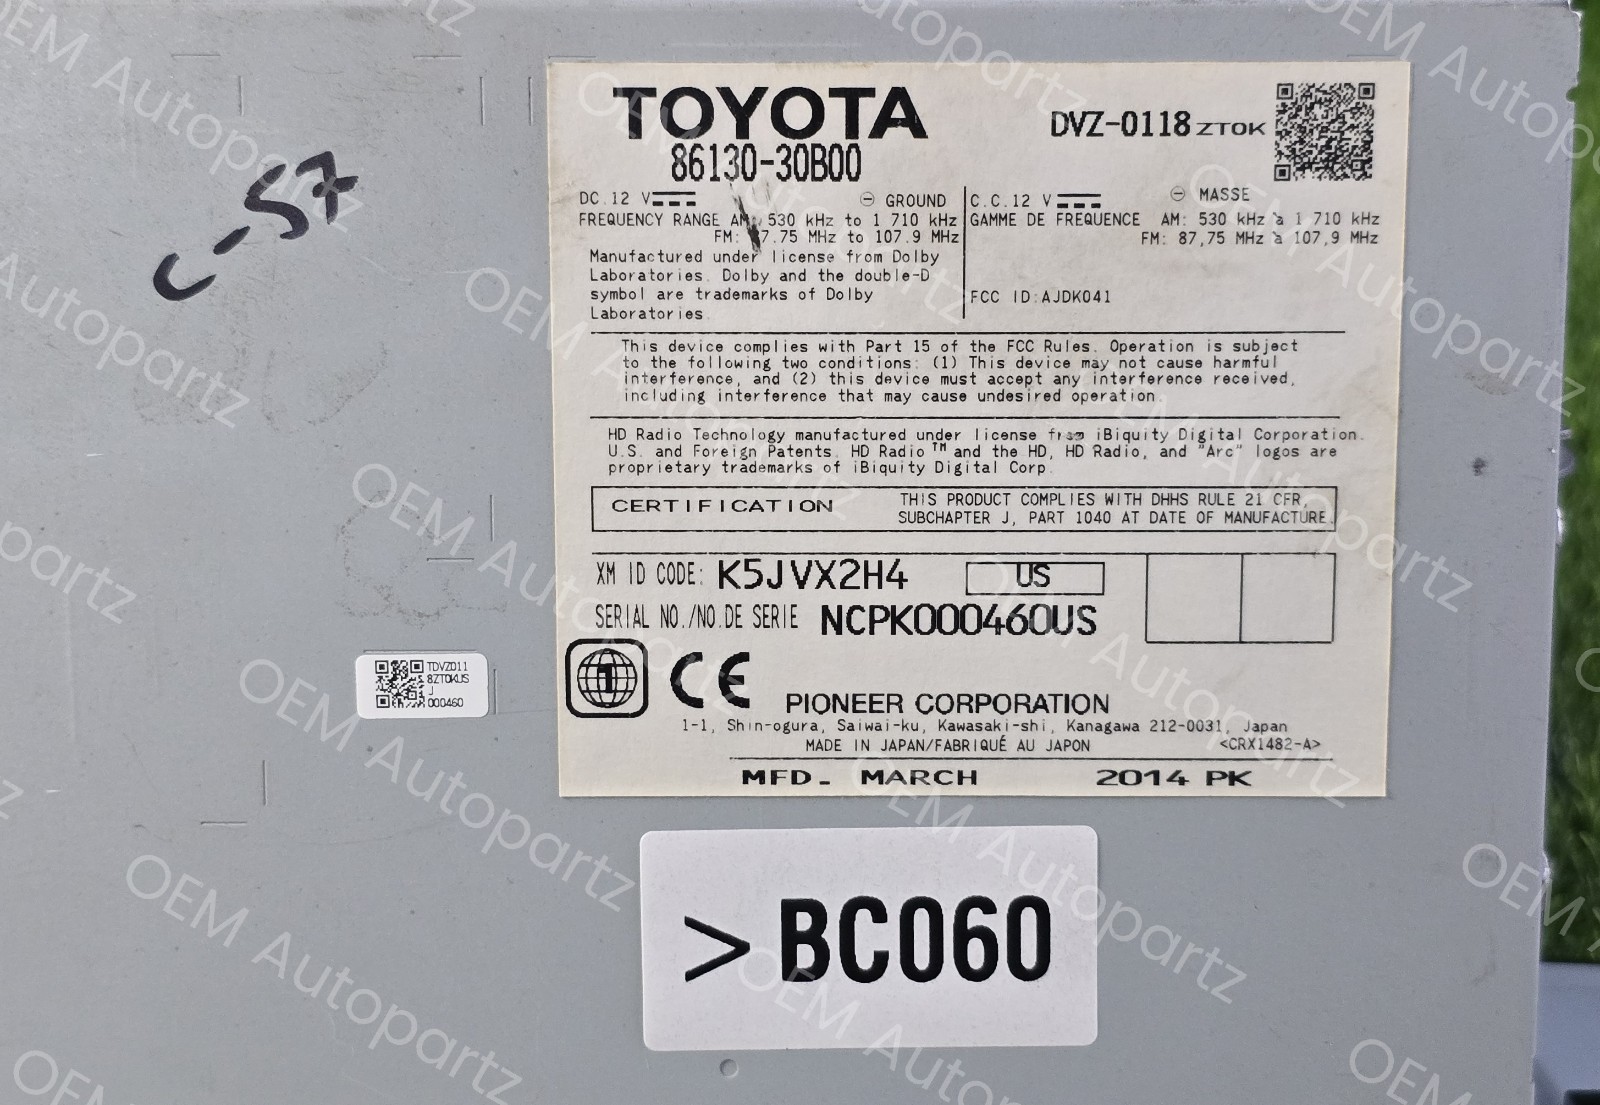 TOYOTA
86130-30B00
DVZ-0118 ZT0K
DC.12 V ⊖ GROUND
FREQUENCY RANGE AM: 530 kHz to 1 710 kHz
FM: 87.75 MHz to 107.9 MHz
Manufactured under license from Dolby
Laboratories. Dolby and the double-D
symbol are trademarks of Dolby
Laboratories.
C.C.12 V ⊖ MASSE
GAMME DE FREQUENCE AM: 530 kHz à 1 710 kHz
FM: 87,75 MHz à 107,9 MHz
FCC ID:AJDK041
This device complies with Part 15 of the FCC Rules. Operation is subject
to the following two conditions: (1) This device may not cause harmful
interference, and (2) this device must accept any interference received,
including interference that may cause undesired operation.
HD Radio Technology manufactured under license from iBiquity Digital Corporation.
U.S. and Foreign Patents. HD Radio™ and the HD, HD Radio, and "Arc" logos are
proprietary trademarks of iBiquity Digital Corp.
CERTIFICATION
THIS PRODUCT COMPLIES WITH DHHS RULE 21 CFR,
SUBCHAPTER J, PART 1040 AT DATE OF MANUFACTURE.
XM ID CODE: K5JVX2H4 US
SERIAL NO./NO.DE SERIE NCPK000460US
1 CE
PIONEER CORPORATION
1-1, Shin-ogura, Saiwai-ku, Kawasaki-shi, Kanagawa 212-0031, Japan
MADE IN JAPAN/FABRIQUÉ AU JAPON <CRX1482-A>
MFD. MARCH 2014 PK
>BC060
C-57
TDVZ011
8ZT0KUS
J
000460
OEM Autopartz